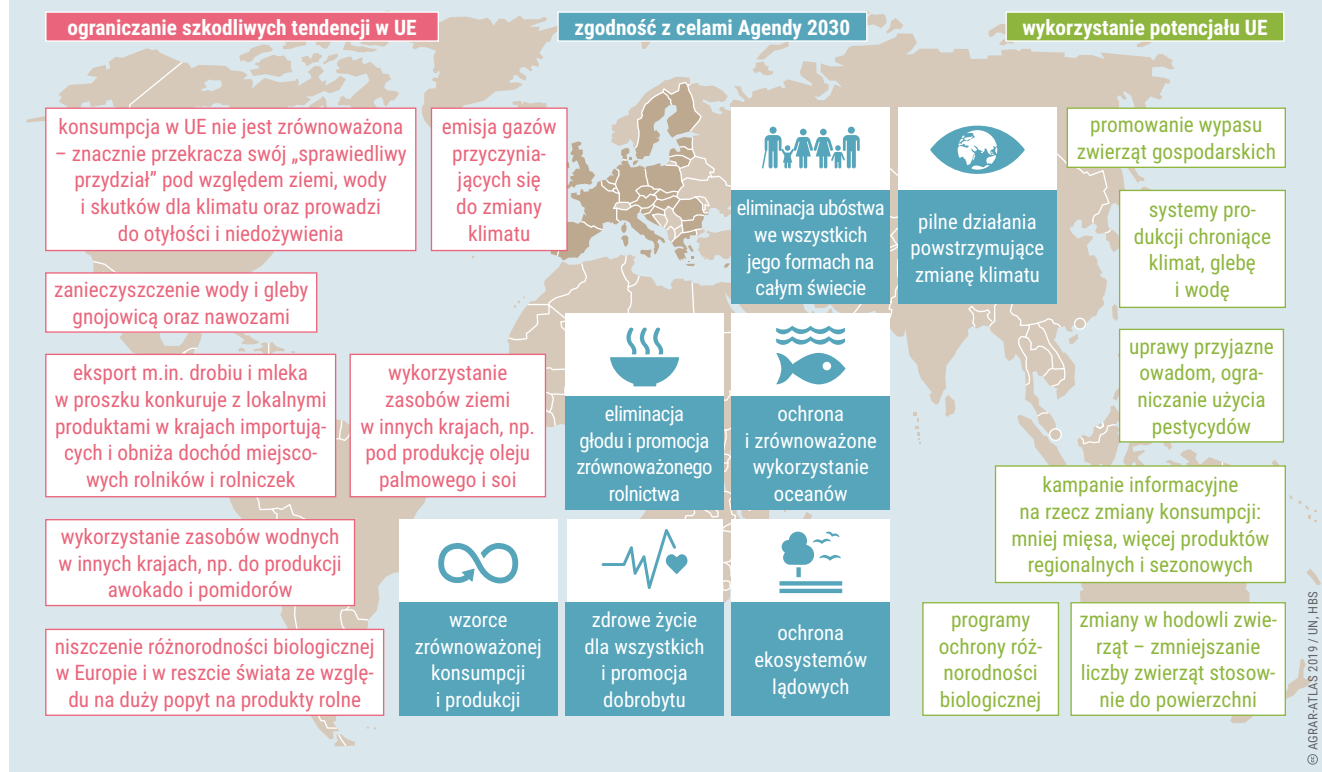 ograniczanie szkodliwych tendencji w UE
zgodność z celami Agendy 2030
wykorzystanie potencjału UE
konsumpcja w UE nie jest zrównoważona
– znacznie przekracza swój „sprawiedliwy
przydział” pod względem ziemi, wody
i skutków dla klimatu oraz prowadzi
do otyłości i niedożywienia
emisja gazów
przyczynia-
jących się
do zmiany
klimatu
zanieczyszczenie wody i gleby
gnojowicą oraz nawozami
eksport m.in. drobiu i mleka
w proszku konkuruje z lokalnymi
produktami w krajach importują-
cych i obniża dochód miejsco-
wych rolników i rolniczek
wykorzystanie
zasobów ziemi
w innych krajach, np.
pod produkcję oleju
palmowego i soi
wykorzystanie zasobów wodnych
w innych krajach, np. do produkcji
awokado i pomidorów
niszczenie różnorodności biologicznej
w Europie i w reszcie świata ze wzglę-
du na duży popyt na produkty rolne
eliminacja ubóstwa
we wszystkich
jego formach na
całym świecie
pilne działania
powstrzymujące
zmianę klimatu
eliminacja
głodu i promocja
zrównoważonego
rolnictwa
ochrona
i zrównoważone
wykorzystanie
oceanów
wzorce
zrównoważonej
konsumpcji
i produkcji
zdrowe życie
dla wszystkich
i promocja
dobrobytu
ochrona
ekosystemów
lądowych
promowanie wypasu
zwierząt gospodarskich
systemy pro-
dukcji chroniące
klimat, glebę
i wodę
uprawy przyjazne
owadom, ogra-
niczanie użycia
pestycydów
kampanie informacyjne
na rzecz zmiany konsumpcji:
mniej mięsa, więcej produktów
regionalnych i sezonowych
programy
ochrony róż-
norodności
biologicznej
zmiany w hodowli zwie-
rząt – zmniejszanie
liczby zwierząt stosow-
nie do powierzchni
© AGRAR-ATLAS 2019 / UN, HBS